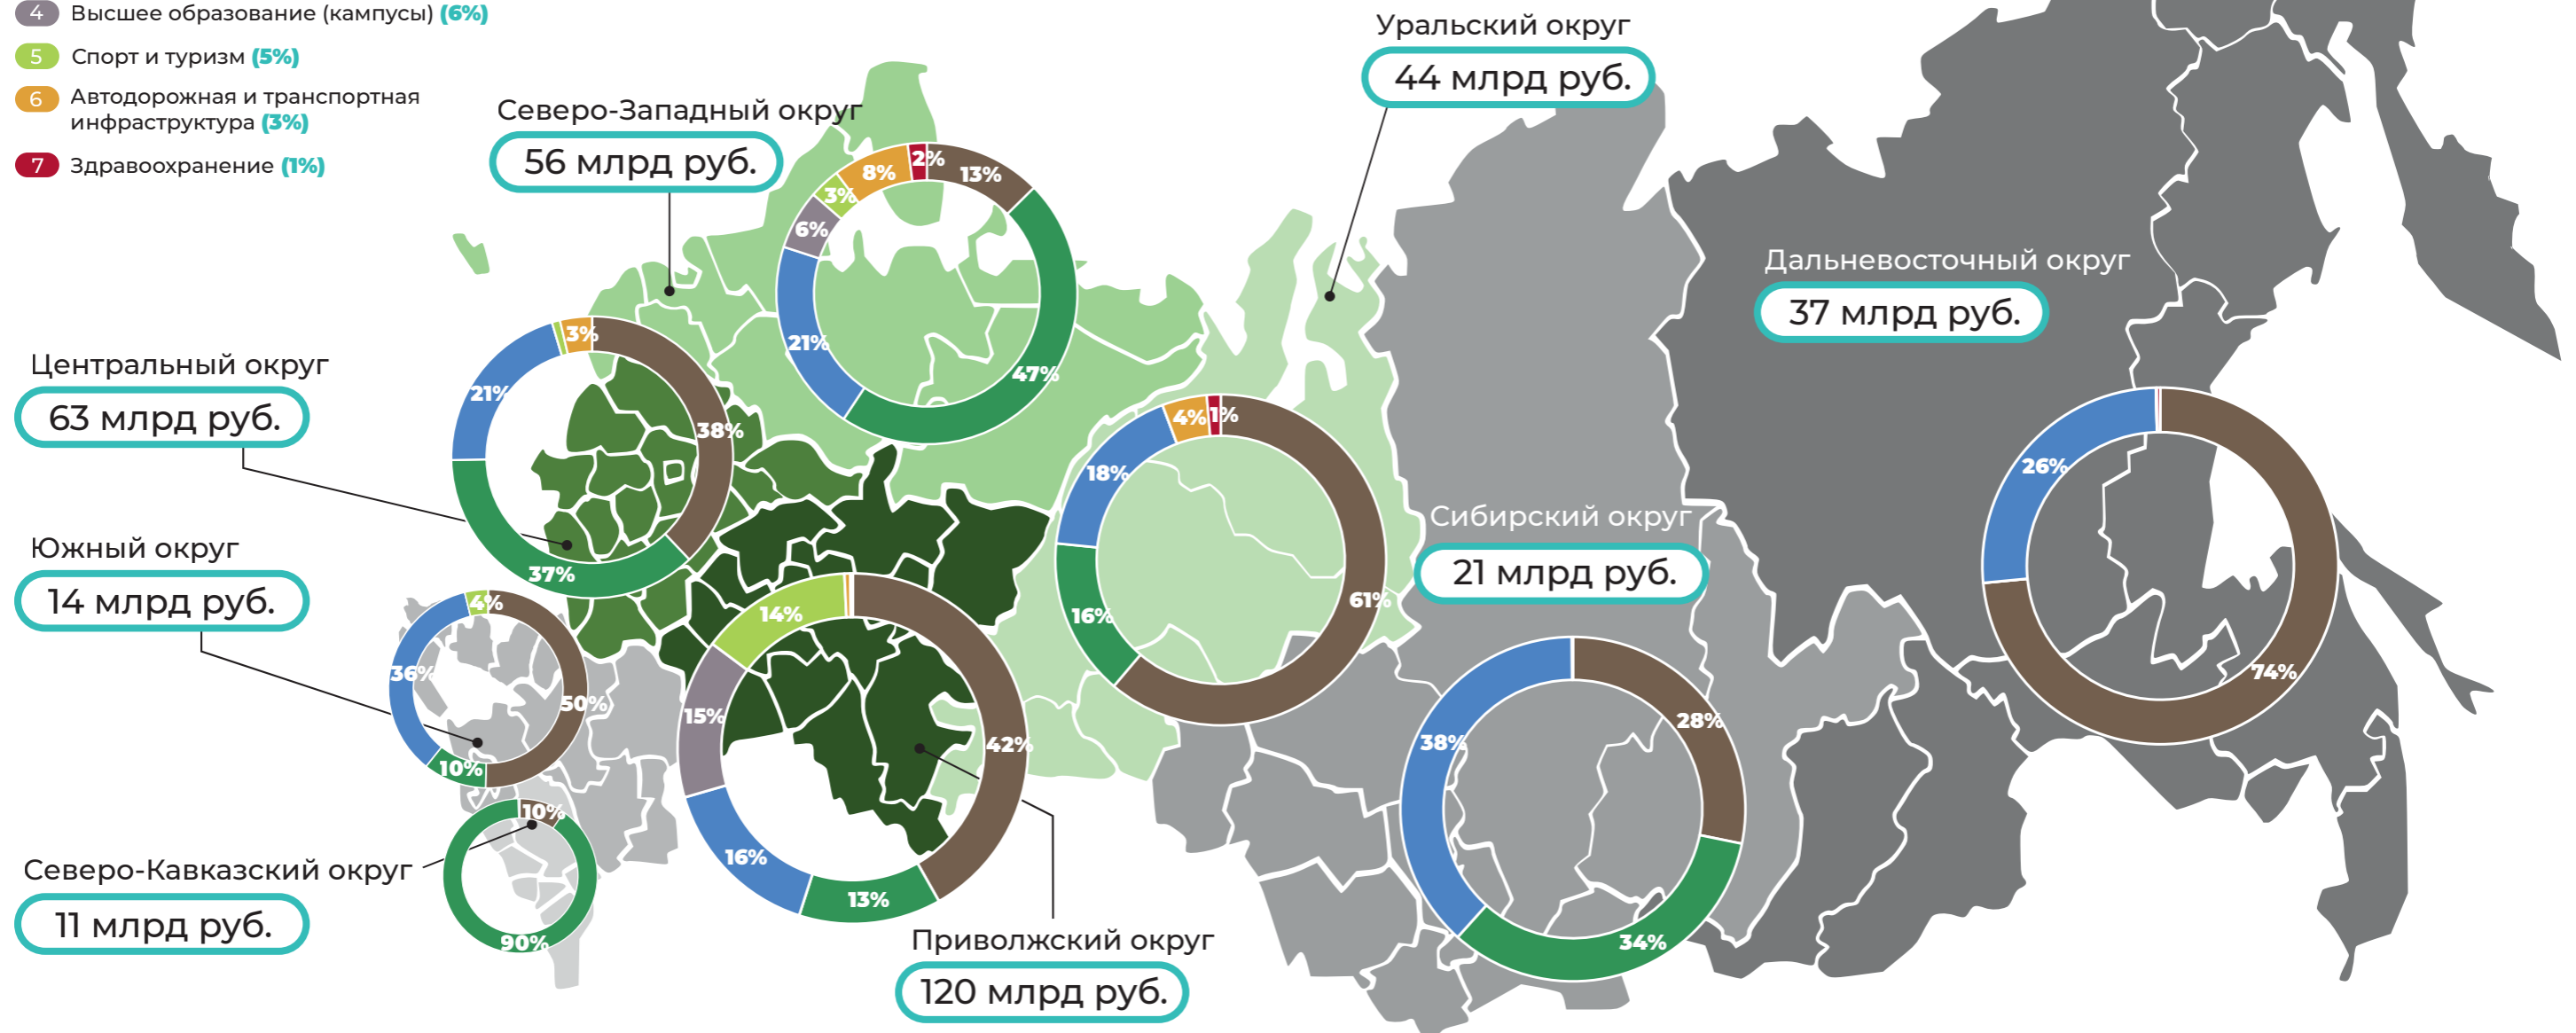 4 Высшее образование (кампусы) (6%)
5 Спорт и туризм (5%)
6 Автодорожная и транспортная
инфраструктура (3%)
7 Здравоохранение (1%)
Северо-Западный округ
56 млрд руб.
2%
13%
8%
3%
6%
21%
47%
Уральский округ
44 млрд руб.
1%
4%
18%
16%
61%
Дальневосточный округ
37 млрд руб.
26%
74%
Центральный округ
63 млрд руб.
3%
21%
38%
37%
Южный округ
14 млрд руб.
4%
36%
50%
10%
Сибирский округ
21 млрд руб.
28%
38%
34%
Северо-Кавказский округ
11 млрд руб.
10%
90%
14%
15%
42%
16%
13%
Приволжский округ
120 млрд руб.